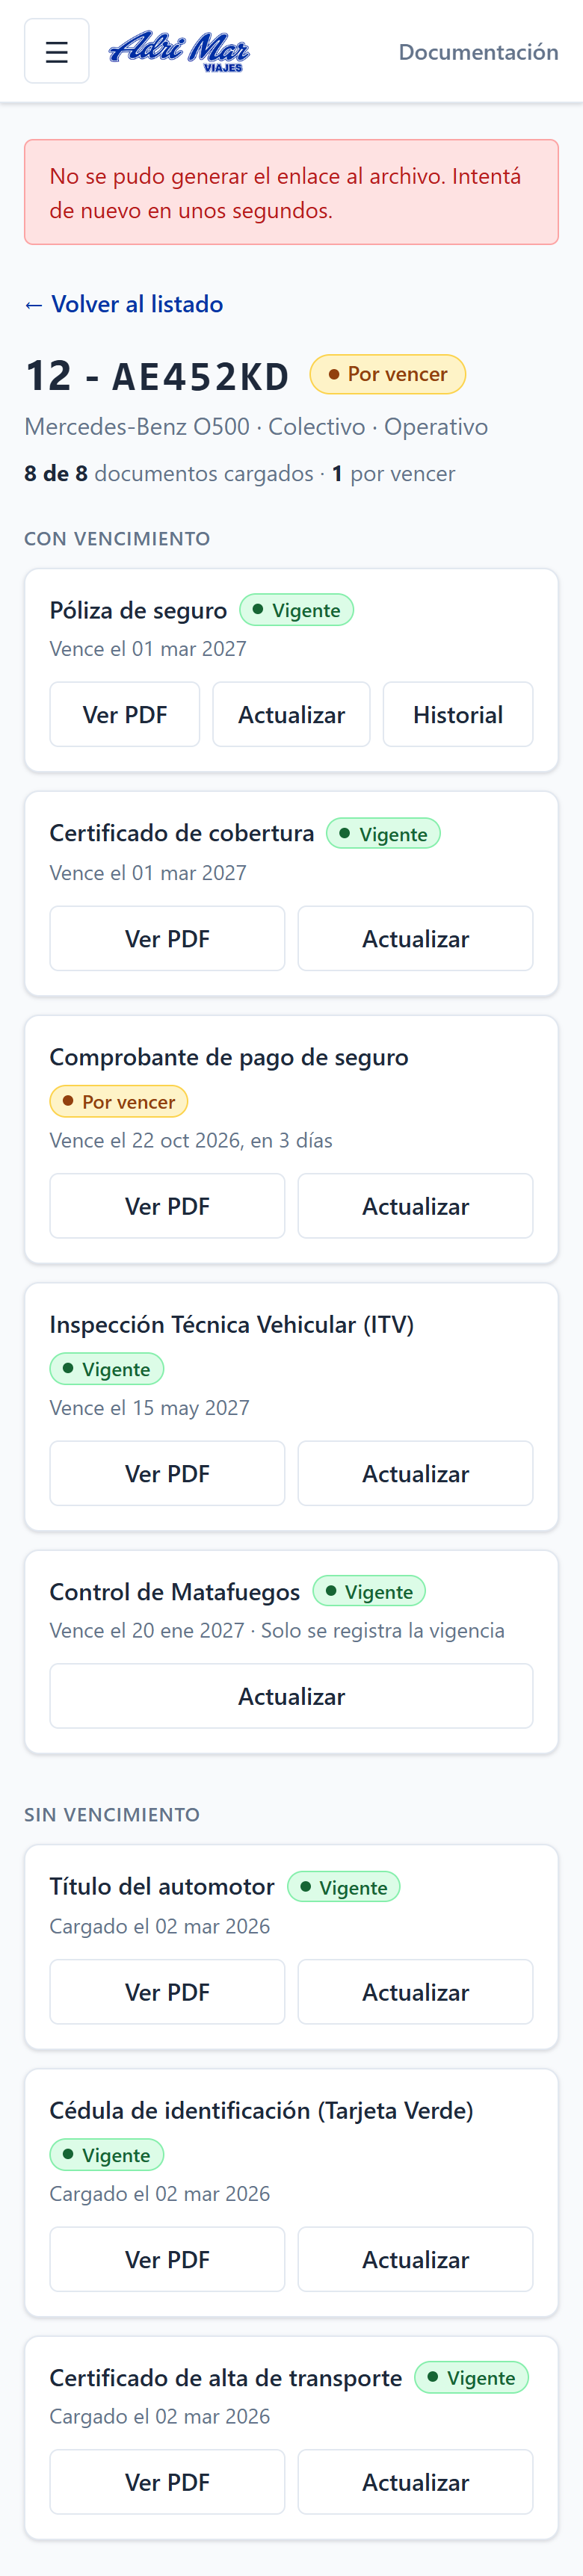 ☰
Adri Mar
VIAJES
Documentación
No se pudo generar el enlace al archivo. Intentá
de nuevo en unos segundos.
← Volver al listado
12 - AE452KD
Por vencer
Mercedes-Benz O500 · Colectivo · Operativo
8 de 8 documentos cargados · 1 por vencer
CON VENCIMIENTO
Póliza de seguro
Vigente
Vence el 01 mar 2027
Ver PDF
Actualizar
Historial
Certificado de cobertura
Vigente
Vence el 01 mar 2027
Ver PDF
Actualizar
Comprobante de pago de seguro
Por vencer
Vence el 22 oct 2026, en 3 días
Ver PDF
Actualizar
Inspección Técnica Vehicular (ITV)
Vigente
Vence el 15 may 2027
Ver PDF
Actualizar
Control de Matafuegos
Vigente
Vence el 20 ene 2027 · Solo se registra la vigencia
Actualizar
SIN VENCIMIENTO
Título del automotor
Vigente
Cargado el 02 mar 2026
Ver PDF
Actualizar
Cédula de identificación (Tarjeta Verde)
Vigente
Cargado el 02 mar 2026
Ver PDF
Actualizar
Certificado de alta de transporte
Vigente
Cargado el 02 mar 2026
Ver PDF
Actualizar